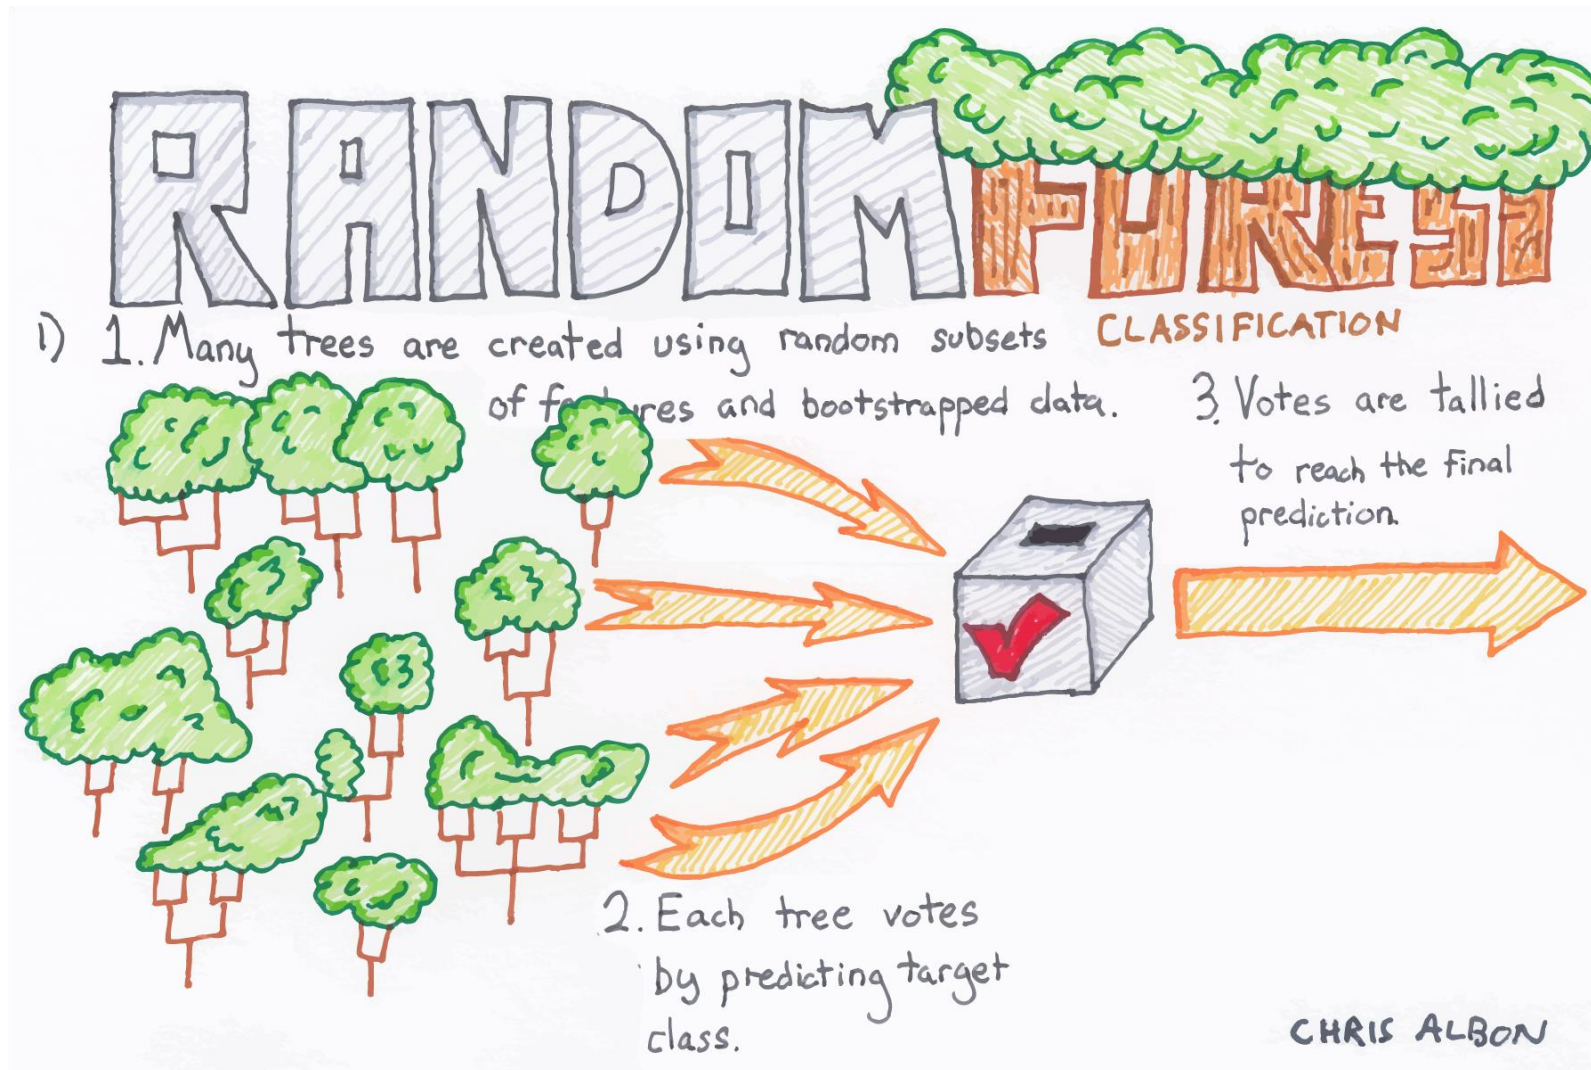 RANDOM FOREST
CLASSIFICATION
1) 1. Many trees are created using random subsets
of features and bootstrapped data.
3. Votes are tallied
to reach the final
prediction.
2. Each tree votes
by predicting target
class.
CHRIS ALBON